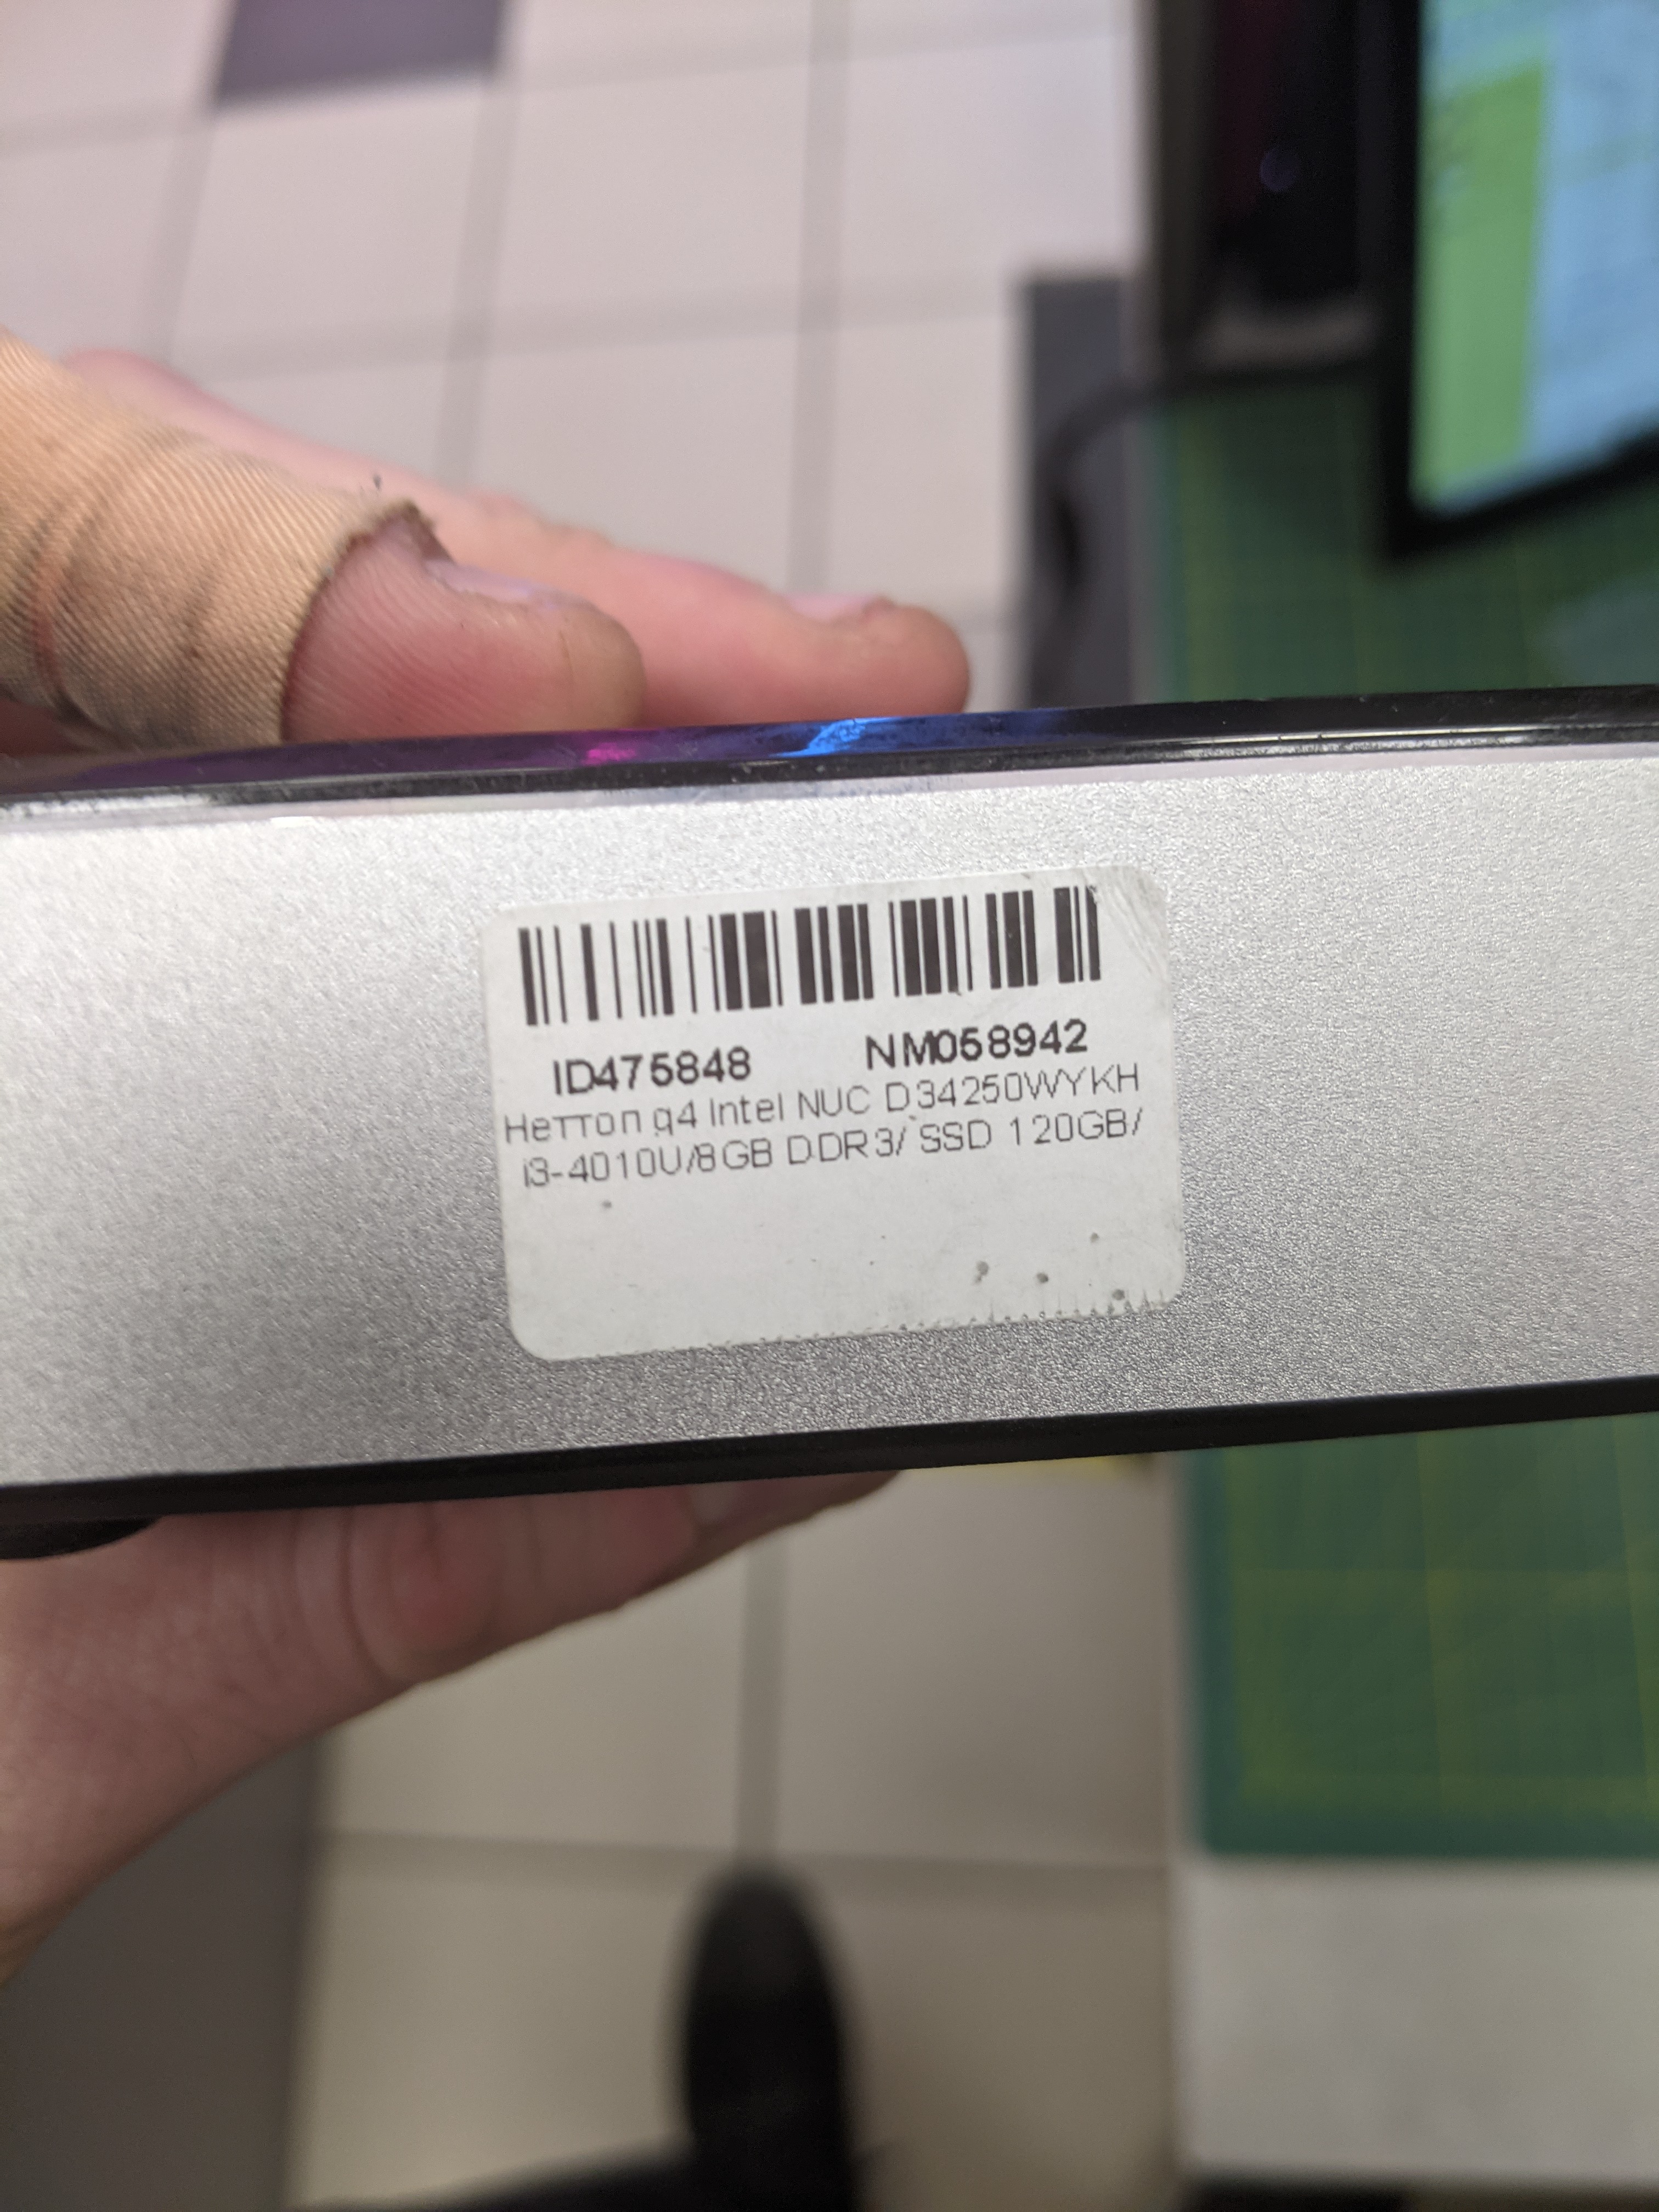 ID475848 NM058942
Неттоп q4 Intel NUC D34250WYKH
i3-4010U/8GB DDR3/ SSD 120GB/